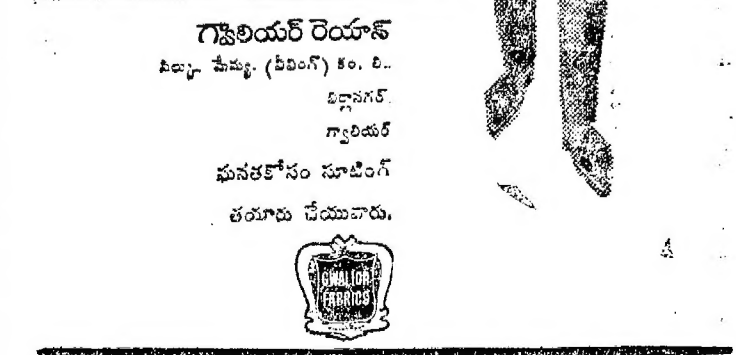 గ్వాలియర్ రెయాన్
సిల్కు మేన్యు. (వీవింగ్) కం. లి..
బిర్లానగర్.
గ్వాలియర్
ఘనతకోసం సూటింగ్
తయారు చేయువారు.
GWALIOR
FABRICS